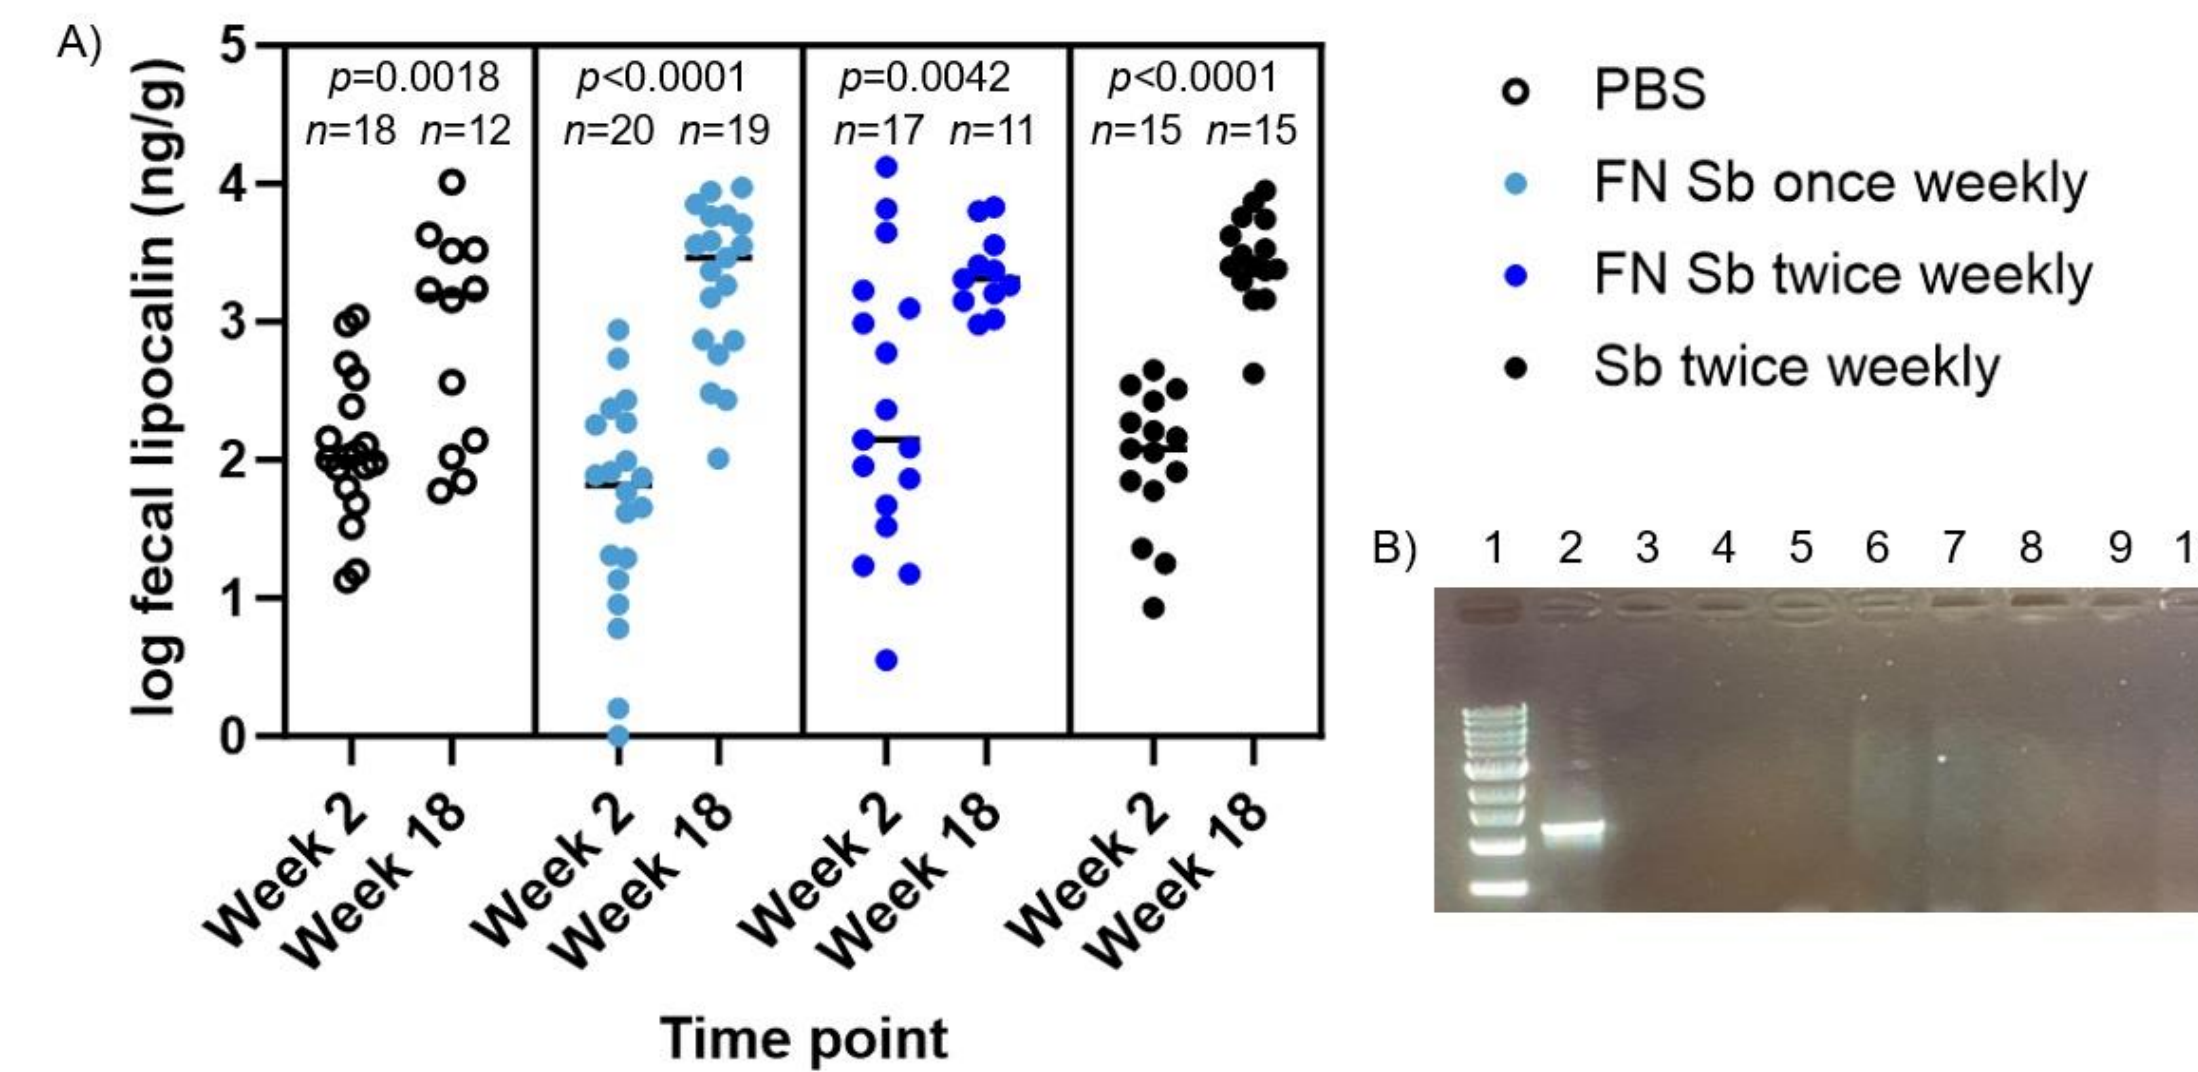 A)
log fecal lipocalin (ng/g)
5
4
3
2
1
0
p=0.0018
n=18 n=12
p<0.0001
n=20 n=19
p=0.0042
n=17 n=11
p<0.0001
n=15 n=15
Week 2
Week 18
Week 2
Week 18
Week 2
Week 18
Week 2
Week 18
Time point
PBS
FN Sb once weekly
FN Sb twice weekly
Sb twice weekly
B) 1 2 3 4 5 6 7 8 9 1